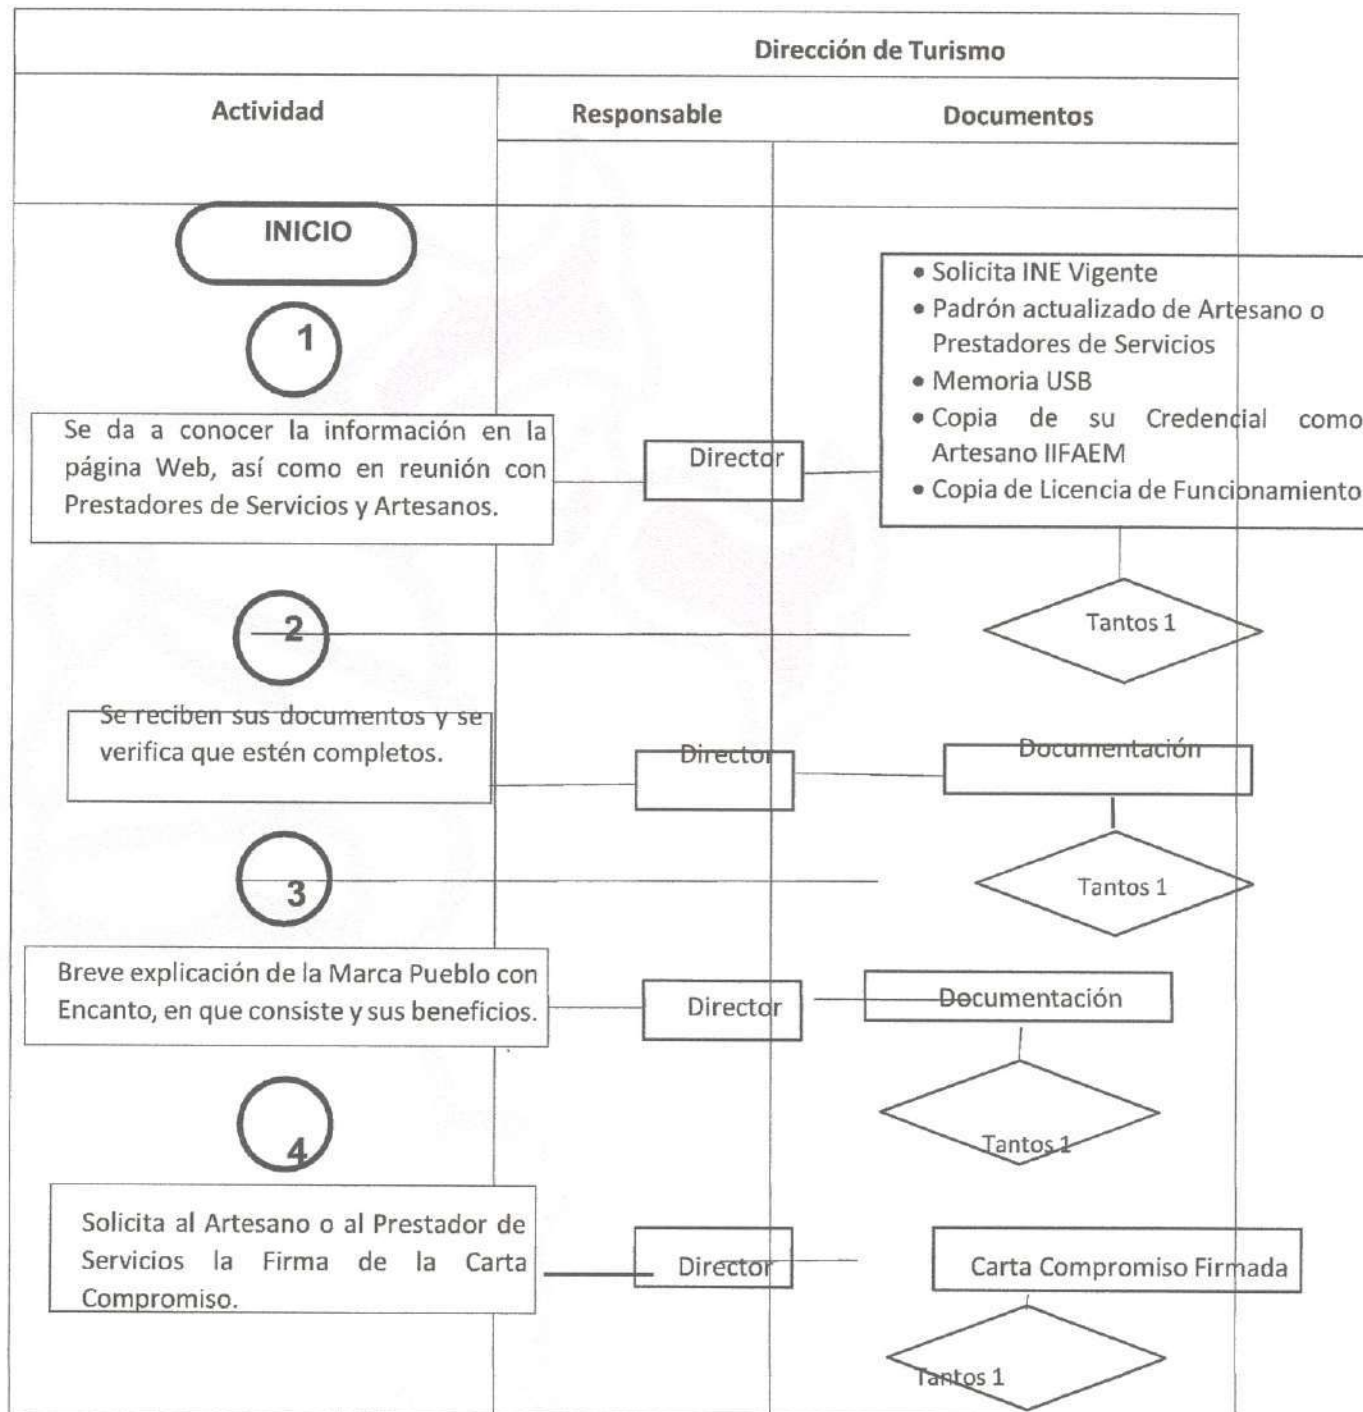 Dirección de Turismo
Actividad
Responsable
Documentos
INICIO
1
Se da a conocer la información en la
página Web, así como en reunión con
Prestadores de Servicios y Artesanos.
Director
• Solicita INE Vigente
• Padrón actualizado de Artesano o
Prestadores de Servicios
• Memoria USB
• Copia de su Credencial como
Artesano IIFAEM
• Copia de Licencia de Funcionamiento
Tantos 1
2
Se reciben sus documentos y se
verifica que estén completos.
Director
Documentación
Tantos 1
3
Breve explicación de la Marca Pueblo con
Encanto, en que consiste y sus beneficios.
Director
Documentación
Tantos 1
4
Solicita al Artesano o al Prestador de
Servicios la Firma de la Carta
Compromiso.
Director
Carta Compromiso Firmada
Tantos 1